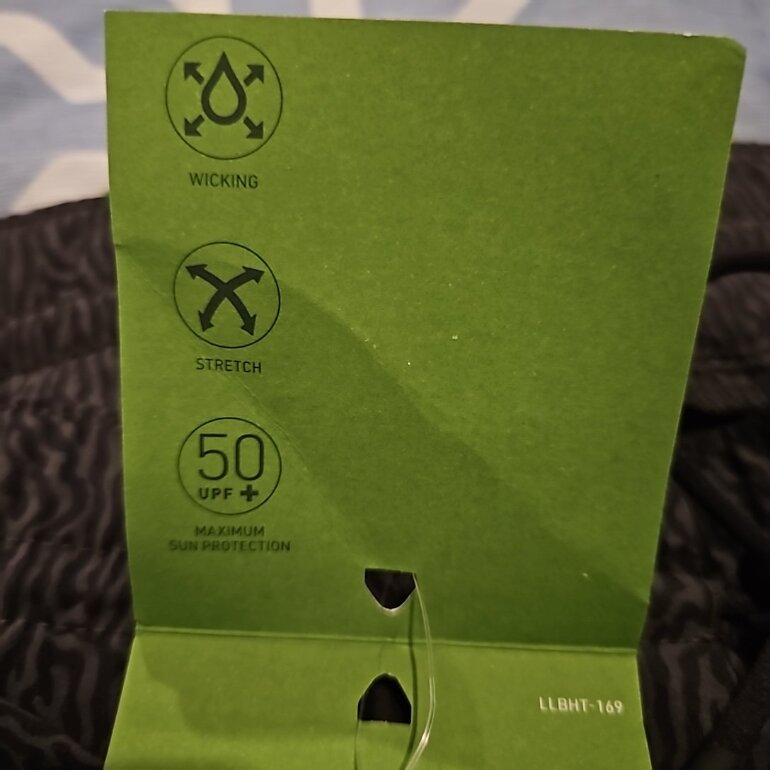 WICKING
STRETCH
50
UPF +
MAXIMUM
SUN PROTECTION
LLBHT-169